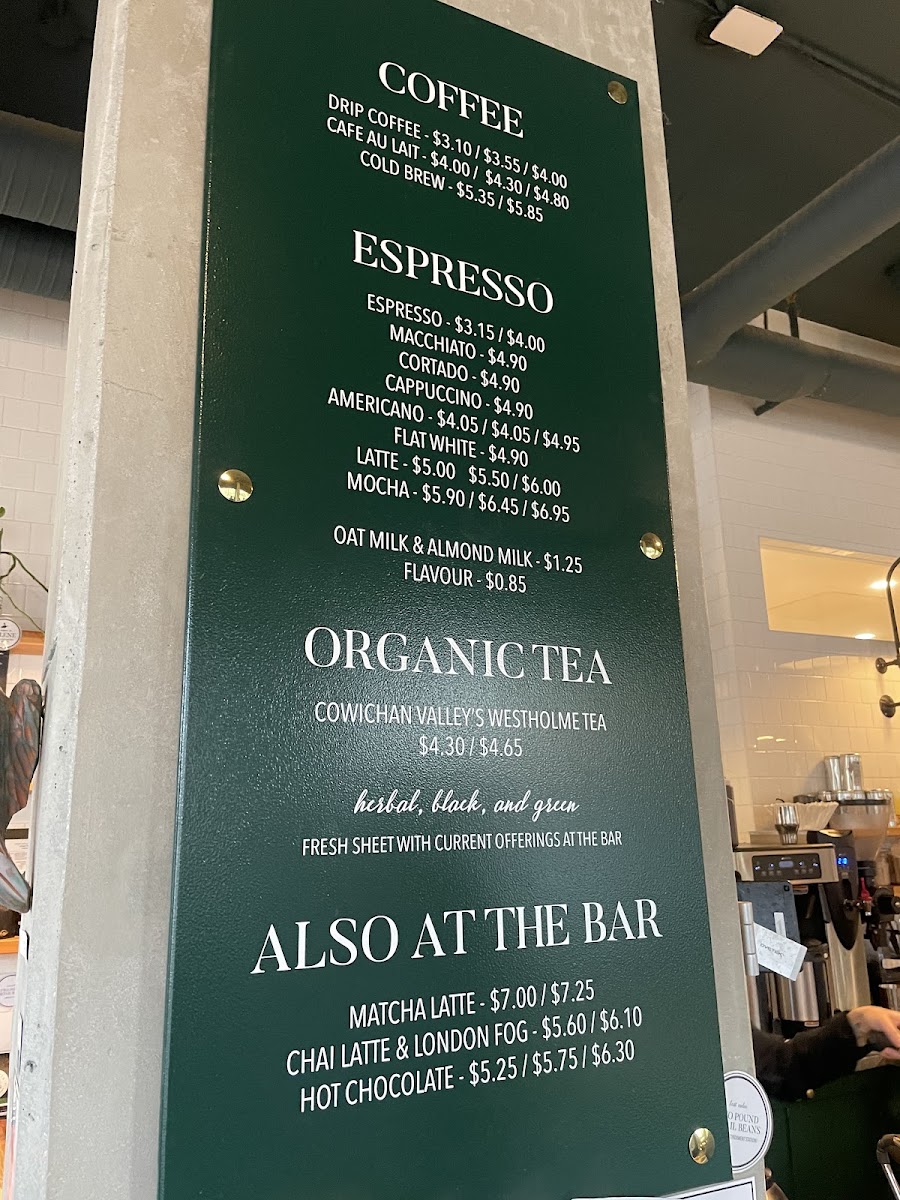 COFFEE
DRIP COFFEE - $3.10 / $3.55 / $4.00
CAFE AU LAIT - $4.00 / $4.30 / $4.80
COLD BREW - $5.35 / $5.85
ESPRESSO
ESPRESSO - $3.15 / $4.00
MACCHIATO - $4.90
CORTADO - $4.90
CAPPUCCINO - $4.90
AMERICANO - $4.05 / $4.05 / $4.95
FLAT WHITE - $4.90
LATTE - $5.00 $5.50 / $6.00
MOCHA - $5.90 / $6.45 / $6.95
OAT MILK & ALMOND MILK - $1.25
FLAVOUR - $0.85
ORGANIC TEA
COWICHAN VALLEY'S WESTHOLME TEA
$4.30 / $4.65
herbal, black, and green
FRESH SHEET WITH CURRENT OFFERINGS AT THE BAR
ALSO AT THE BAR
MATCHA LATTE - $7.00 / $7.25
CHAI LATTE & LONDON FOG - $5.60 / $6.10
HOT CHOCOLATE - $5.25 / $5.75 / $6.30
POUND
BEANS